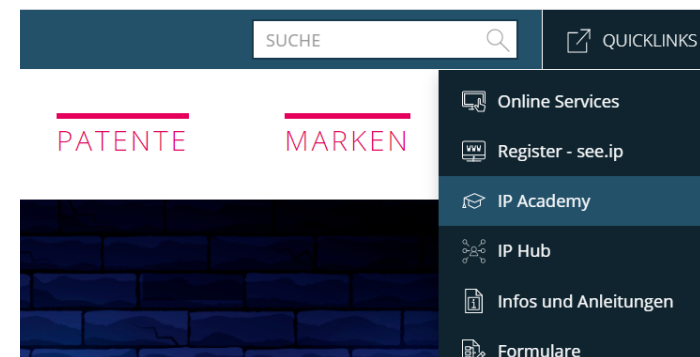 SUCHE
QUICKLINKS
PATENTE
MARKEN
Online Services
Register - see.ip
IP Academy
IP Hub
Infos und Anleitungen
Formulare